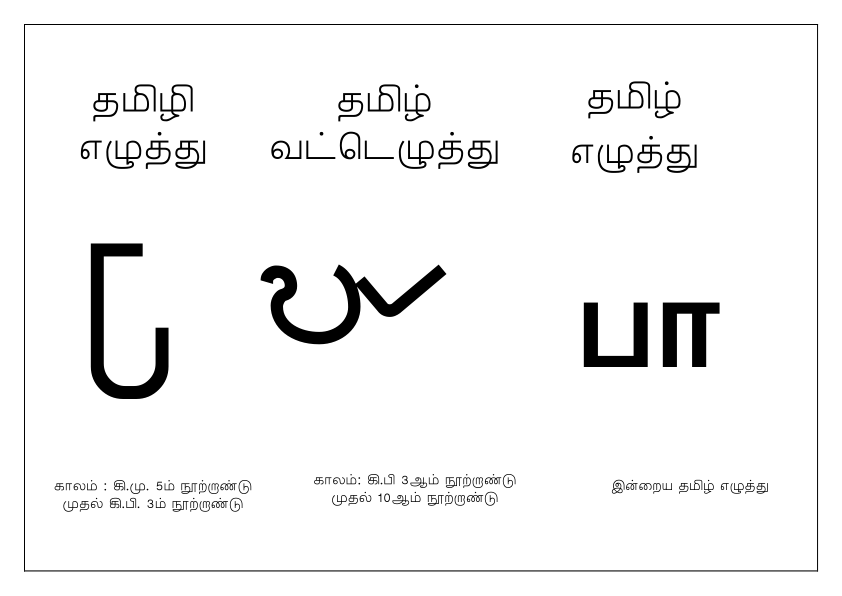 தமிழி
எழுத்து
தமிழ்
வட்டெழுத்து
தமிழ்
எழுத்து
பா
காலம் : கி.மு. 5ம் நூற்றாண்டு
முதல் கி.பி. 3ம் நூற்றாண்டு
காலம்: கி.பி 3ஆம் நூற்றாண்டு
முதல் 10ஆம் நூற்றாண்டு
இன்றைய தமிழ் எழுத்து